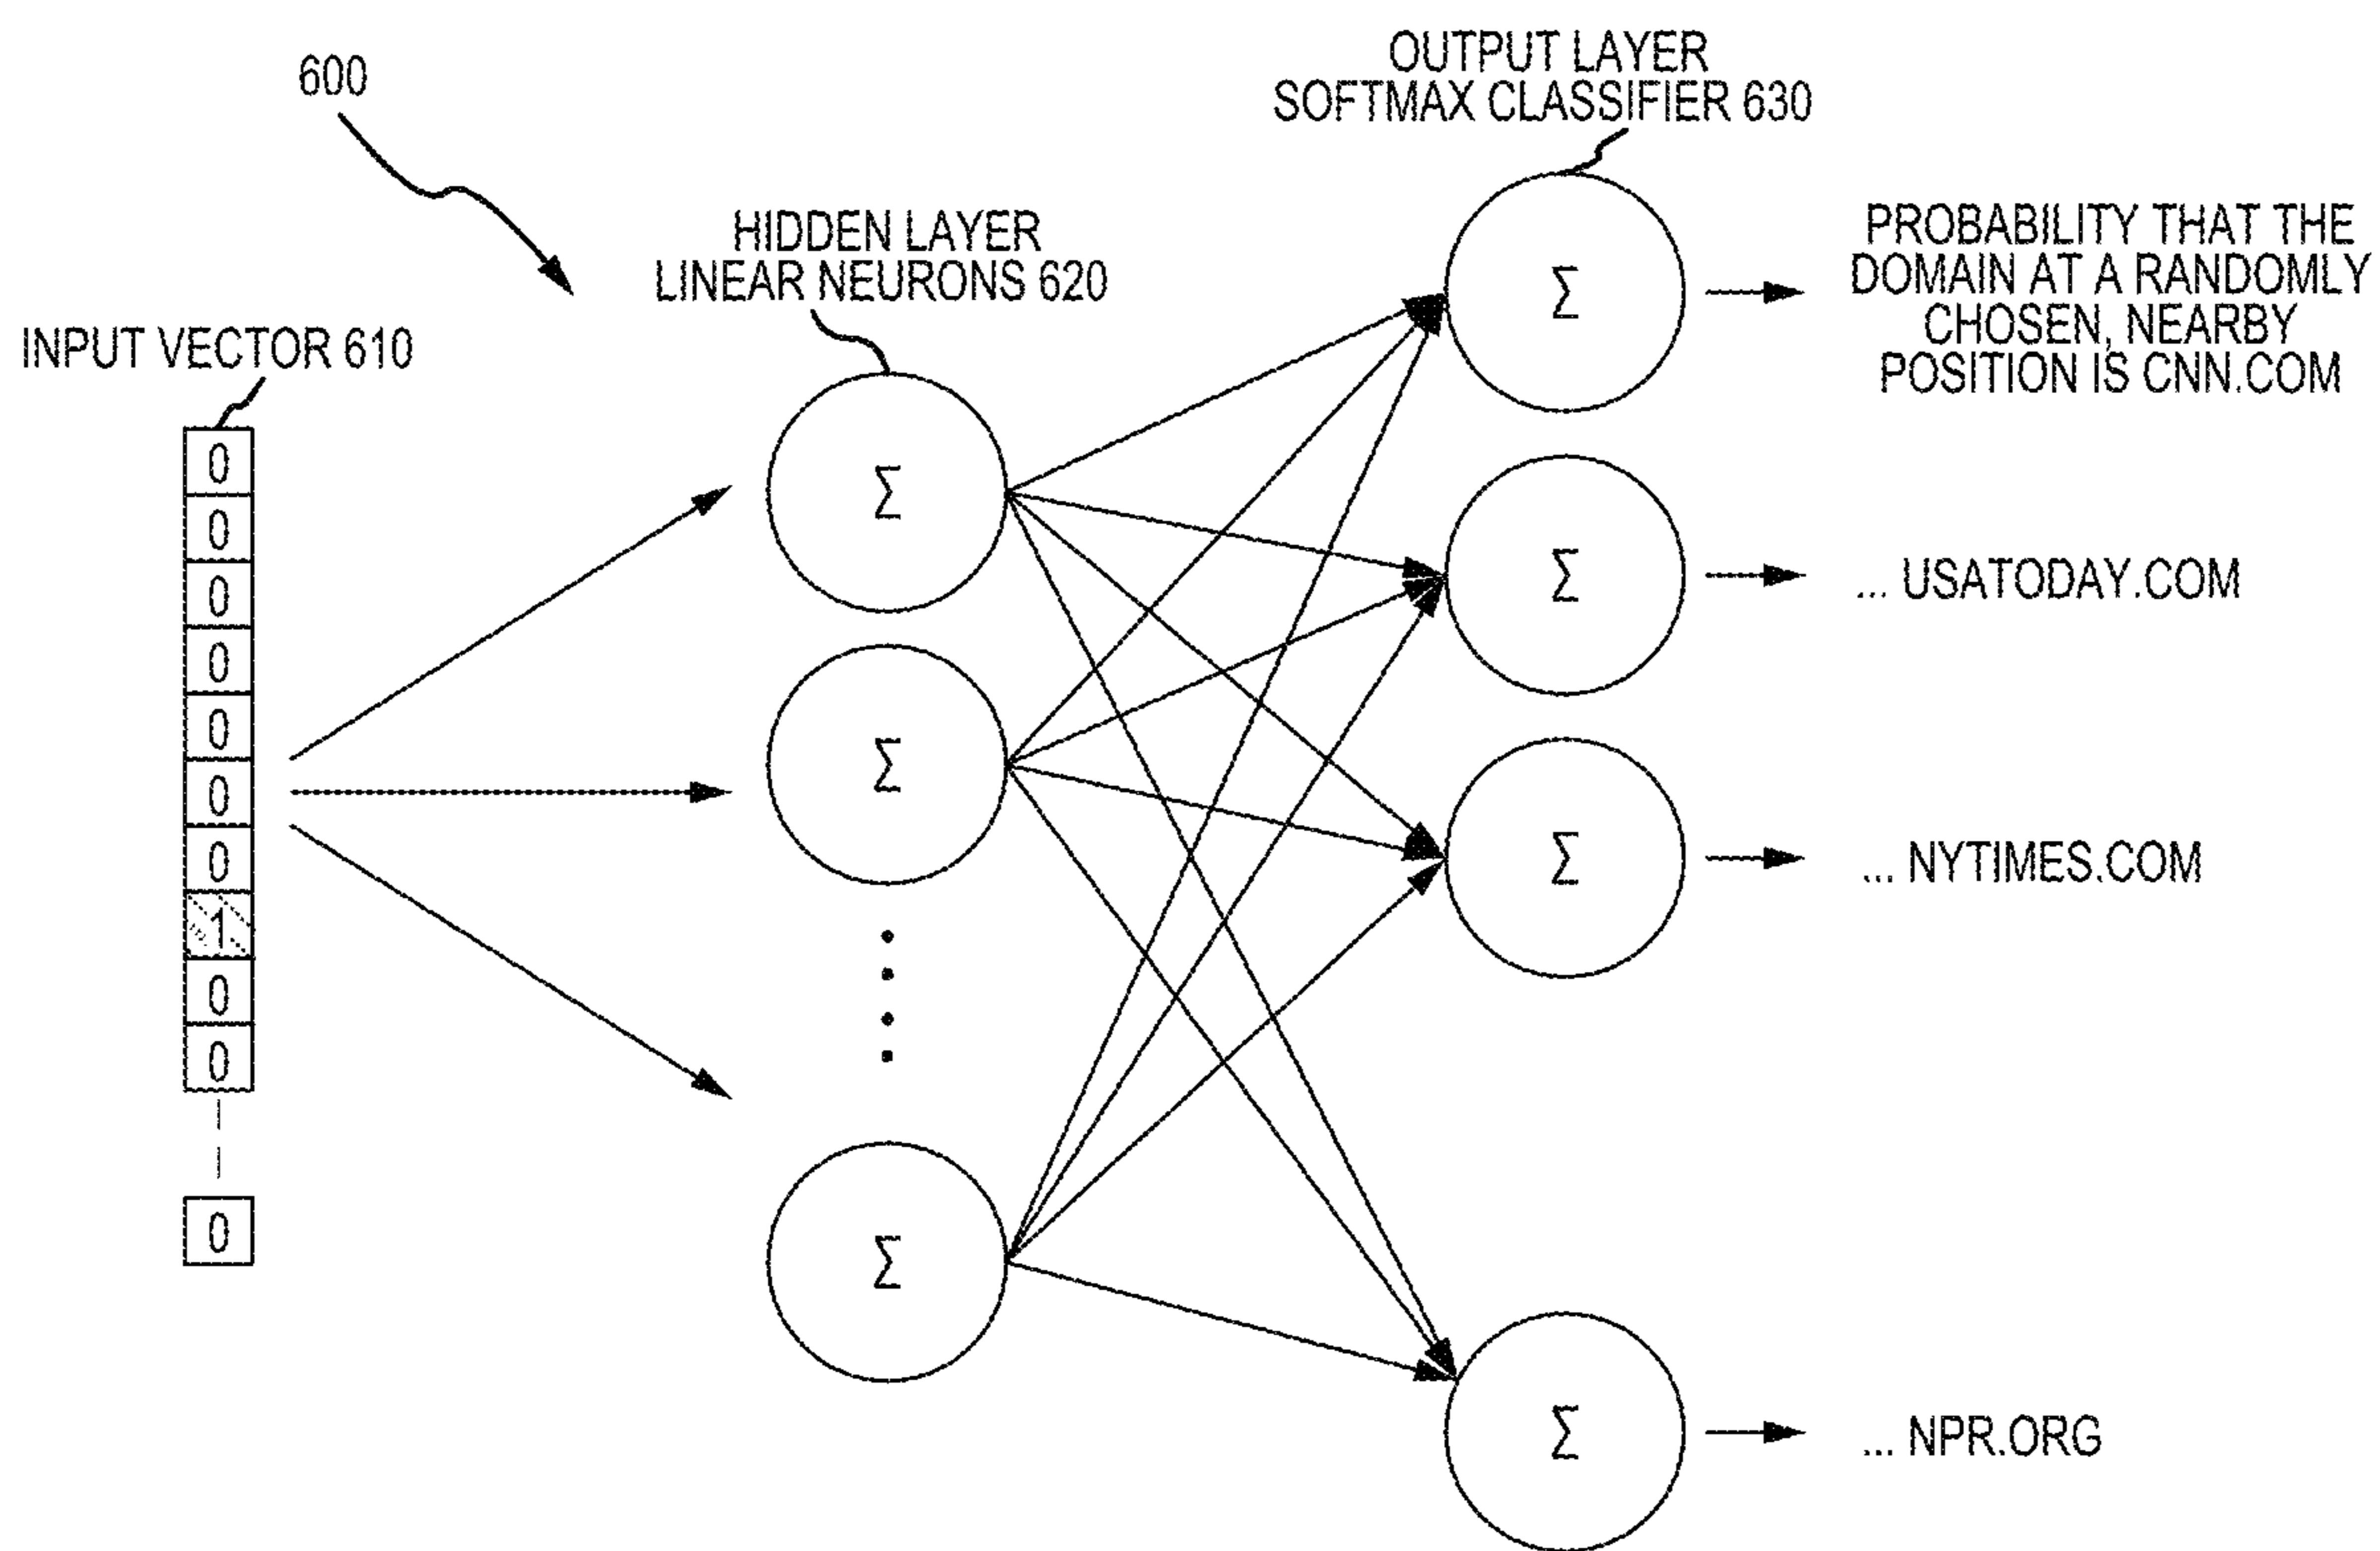 600
OUTPUT LAYER
SOFTMAX CLASSIFIER 630
HIDDEN LAYER
LINEAR NEURONS 620
INPUT VECTOR 610
PROBABILITY THAT THE
DOMAIN AT A RANDOMLY
CHOSEN, NEARBY
POSITION IS CNN.COM
0
0
0
0
0
0
0
1
0
0
0
Σ
Σ
Σ
Σ
Σ
Σ
Σ
... USATODAY.COM
... NYTIMES.COM
... NPR.ORG